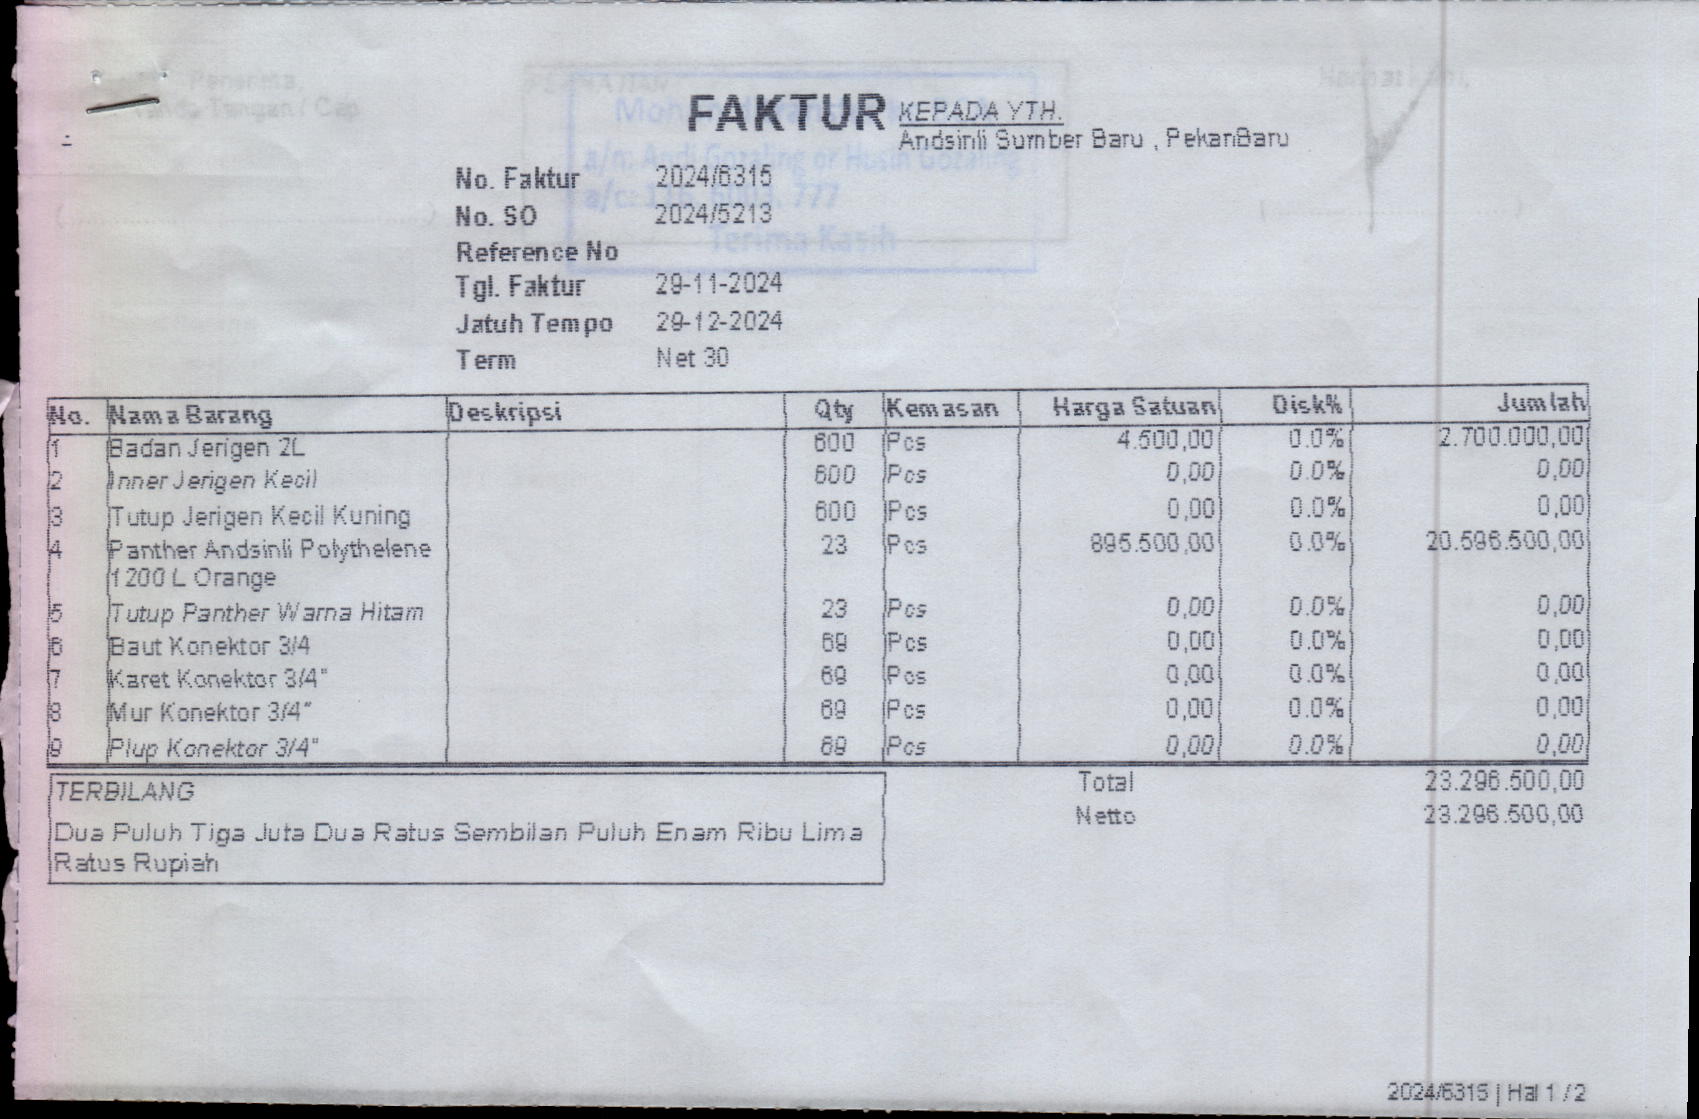 FAKTUR
KEPADA YTH.
Andsinli Sumber Baru , PekanBaru
No. Faktur 2024/6315
No. SO 2024/5213
Reference No
Tgl. Faktur 29-11-2024
Jatuh Tempo 29-12-2024
Term Net 30
Penerima,
Tanda Tangan / Cap
a/n: Andi Gozaling or Husin Gozaling
777
Terima Kasih
No. Nama Barang Deskripsi Qty Kemasan Harga Satuan Disk% Jumlah
1 Badan Jerigen 2L 600 Pcs 4.500,00 0.0% 2.700.000,00
2 Inner Jerigen Kecil 600 Pcs 0,00 0.0% 0,00
3 Tutup Jerigen Kecil Kuning 600 Pcs 0,00 0.0% 0,00
4 Panther Andsinli Polythelene 23 Pcs 895.500,00 0.0% 20.596.500,00
1200 L Orange
5 Tutup Panther Warna Hitam 23 Pcs 0,00 0.0% 0,00
6 Baut Konektor 3/4 69 Pcs 0,00 0.0% 0,00
7 Karet Konektor 3/4" 69 Pcs 0,00 0.0% 0,00
8 Mur Konektor 3/4" 69 Pcs 0,00 0.0% 0,00
9 Plup Konektor 3/4" 69 Pcs 0,00 0.0% 0,00
Total 23.296.500,00
Netto 23.296.500,00
TERBILANG
Dua Puluh Tiga Juta Dua Ratus Sembilan Puluh Enam Ribu Lima
Ratus Rupiah
2024/6315 | Hal 1 / 2